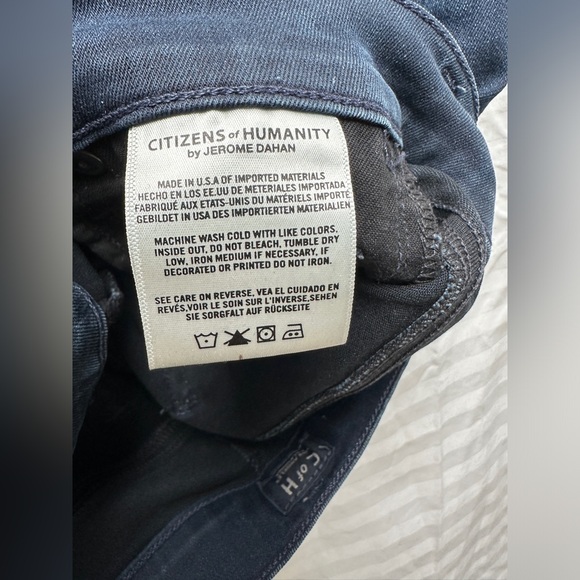 CITIZENS of HUMANITY
by JEROME DAHAN
MADE IN U.S.A OF IMPORTED MATERIALS
HECHO EN LOS EE.UU DE METERIALES IMPORTADA
FABRIQUÉ AUX ETATS-UNIS DU MATÉRIELS IMPORTÉ
GEBILDET IN USA DES IMPORTIERTEN MATERIALIEN
MACHINE WASH COLD WITH LIKE COLORS.
INSIDE OUT, DO NOT BLEACH, TUMBLE DRY
LOW, IRON MEDIUM IF NECESSARY, IF
DECORATED OR PRINTED DO NOT IRON.
SEE CARE ON REVERSE, VEA EL CUIDADO EN
REVÉS,VOIR LE SOIN SUR L'INVERSE,SEHEN
SIE SORGFALT AUF RÜCKSEITE
C OF H